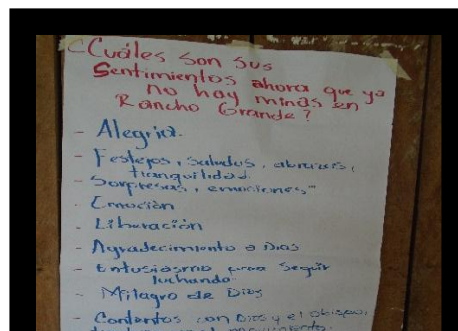 ¿Cuáles Son Sus
Sentimientos ahora que ya
no hay minas en
Rancho Grande?
- Alegría.
- Festejos, saludos, abrazos,
tranquilidad.
- Sorpresas, emociones"
- Emoción
- Liberación
- Agradecimiento a Dios
- Entusiasmo para seguir
luchando.
- Milagro de Dios
- Contentos con Dios y el Obispo,
movimiento.